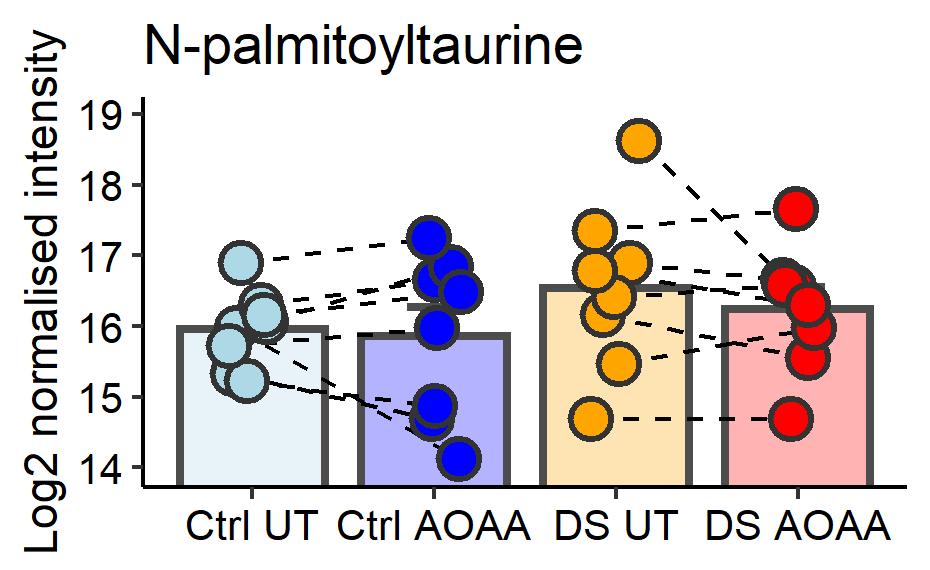 N-palmitoyltaurine
Log2 normalised intensity
19
18
17
16
15
14
Ctrl UT Ctrl AOAA DS UT DS AOAA